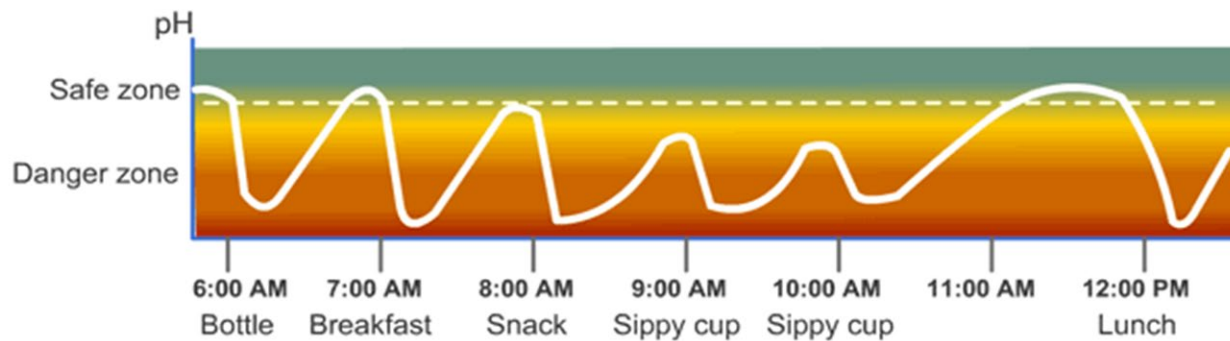 pH
Safe zone
Danger zone
6:00 AM 7:00 AM 8:00 AM 9:00 AM 10:00 AM 11:00 AM 12:00 PM
Bottle Breakfast Snack Sippy cup Sippy cup Lunch